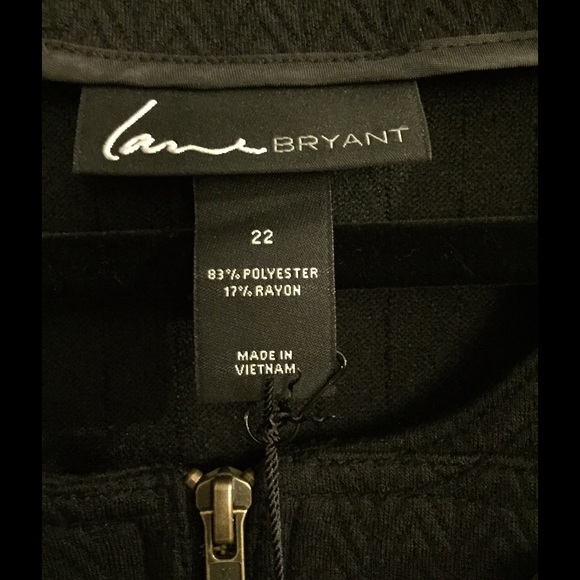 lane BRYANT
22
83% POLYESTER
17% RAYON
MADE IN
VIETNAM